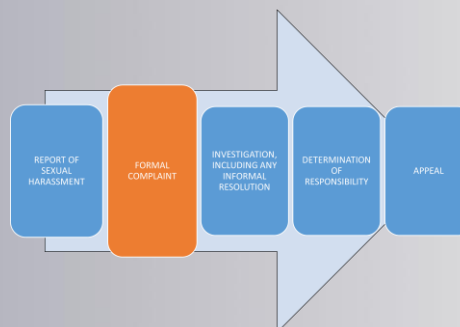 REPORT OF
SEXUAL
HARASSMENT
FORMAL
COMPLAINT
INVESTIGATION,
INCLUDING ANY
INFORMAL
RESOLUTION
DETERMINATION
OF
RESPONSIBILITY
APPEAL